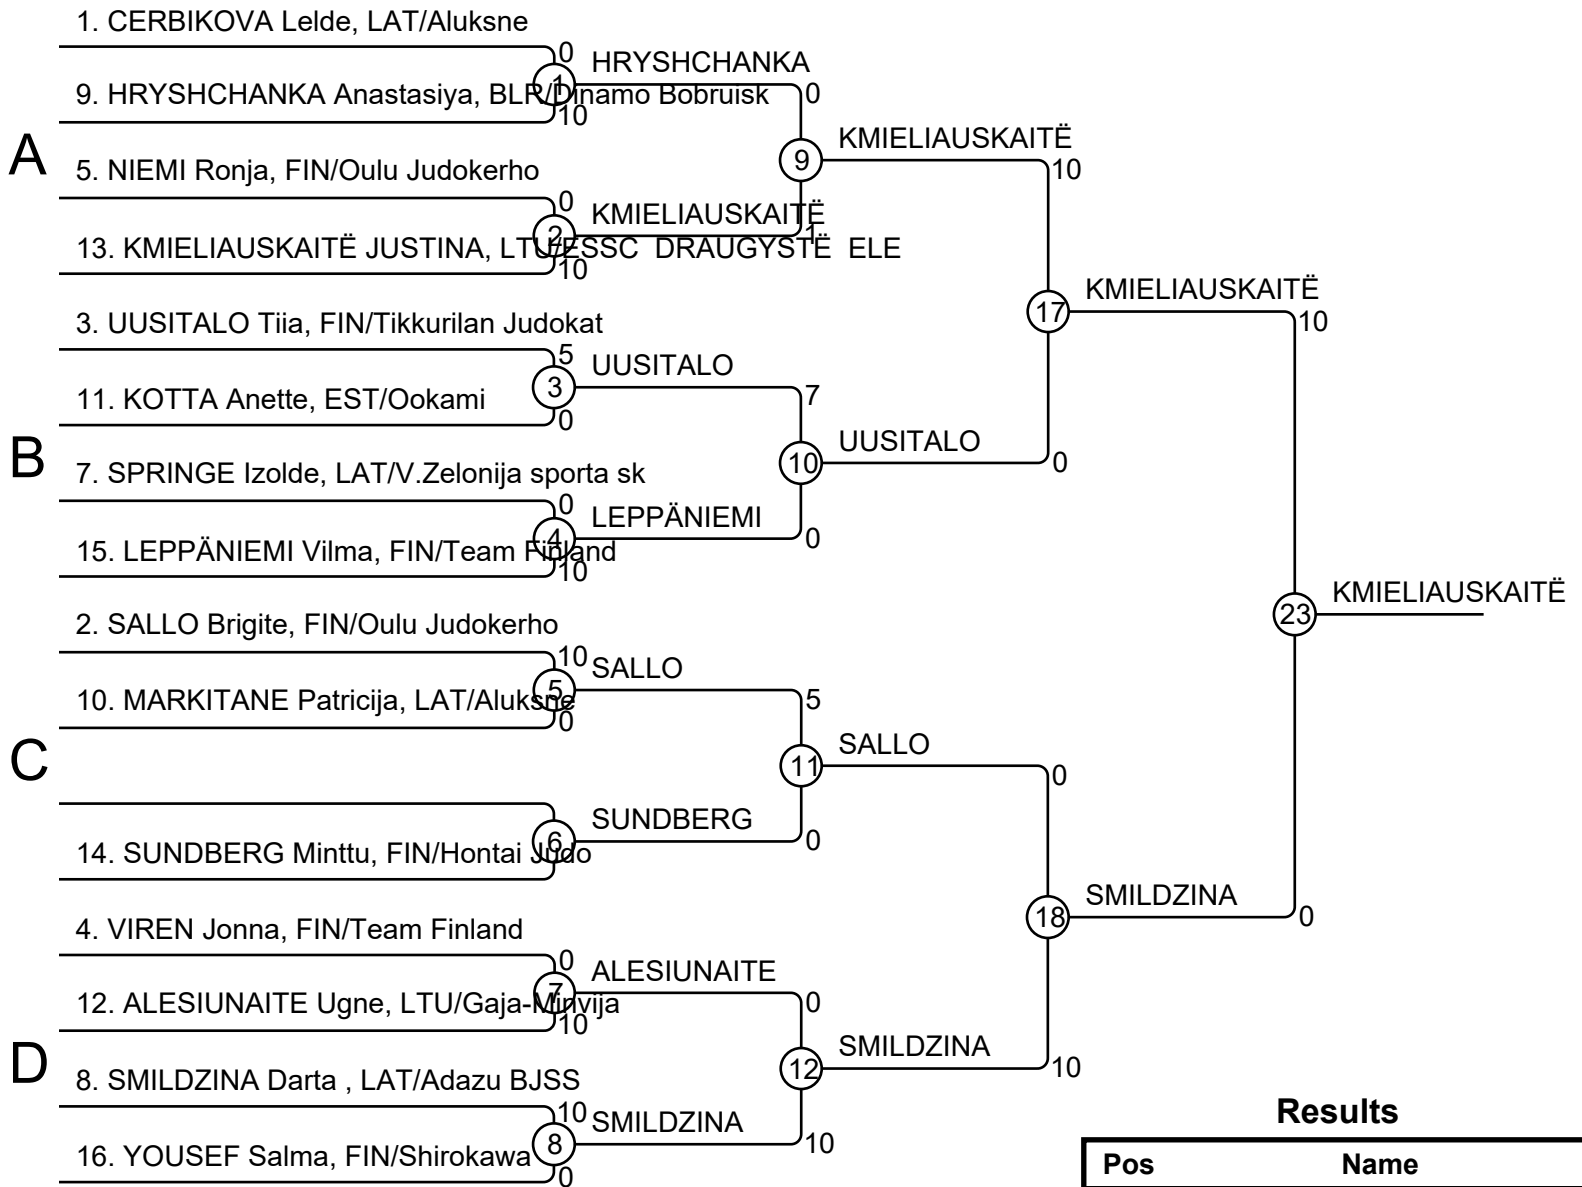 1. CERBIKOVA Lelde, LAT/Aluksne
0
HRYSHCHANKA
1
9. HRYSHCHANKA Anastasiya, BLR/Dinamo Bobruisk
10
0
A
KMIELIAUSKAITË
9
10
5. NIEMI Ronja, FIN/Oulu Judokerho
0
KMIELIAUSKAITË
1
2
13. KMIELIAUSKAITË JUSTINA, LTU/ESSC DRAUGYSTË ELE
10
KMIELIAUSKAITË
17
10
3. UUSITALO Tiia, FIN/Tikkurilan Judokat
5
UUSITALO
3
7
11. KOTTA Anette, EST/Ookami
0
B
UUSITALO
10
0
7. SPRINGE Izolde, LAT/V.Zelonija sporta sk
0
LEPPÄNIEMI
4
0
15. LEPPÄNIEMI Vilma, FIN/Team Finland
10
KMIELIAUSKAITË
23
2. SALLO Brigite, FIN/Oulu Judokerho
10
SALLO
5
5
10. MARKITANE Patricija, LAT/Aluksne
0
C
SALLO
11
0
SUNDBERG
6
0
14. SUNDBERG Minttu, FIN/Hontai Judo
SMILDZINA
18
0
4. VIREN Jonna, FIN/Team Finland
0
ALESIUNAITE
7
0
12. ALESIUNAITE Ugne, LTU/Gaja-Minvija
10
D
SMILDZINA
12
10
8. SMILDZINA Darta , LAT/Adazu BJSS
10
SMILDZINA
8
10
16. YOUSEF Salma, FIN/Shirokawa
0
Results
Pos Name